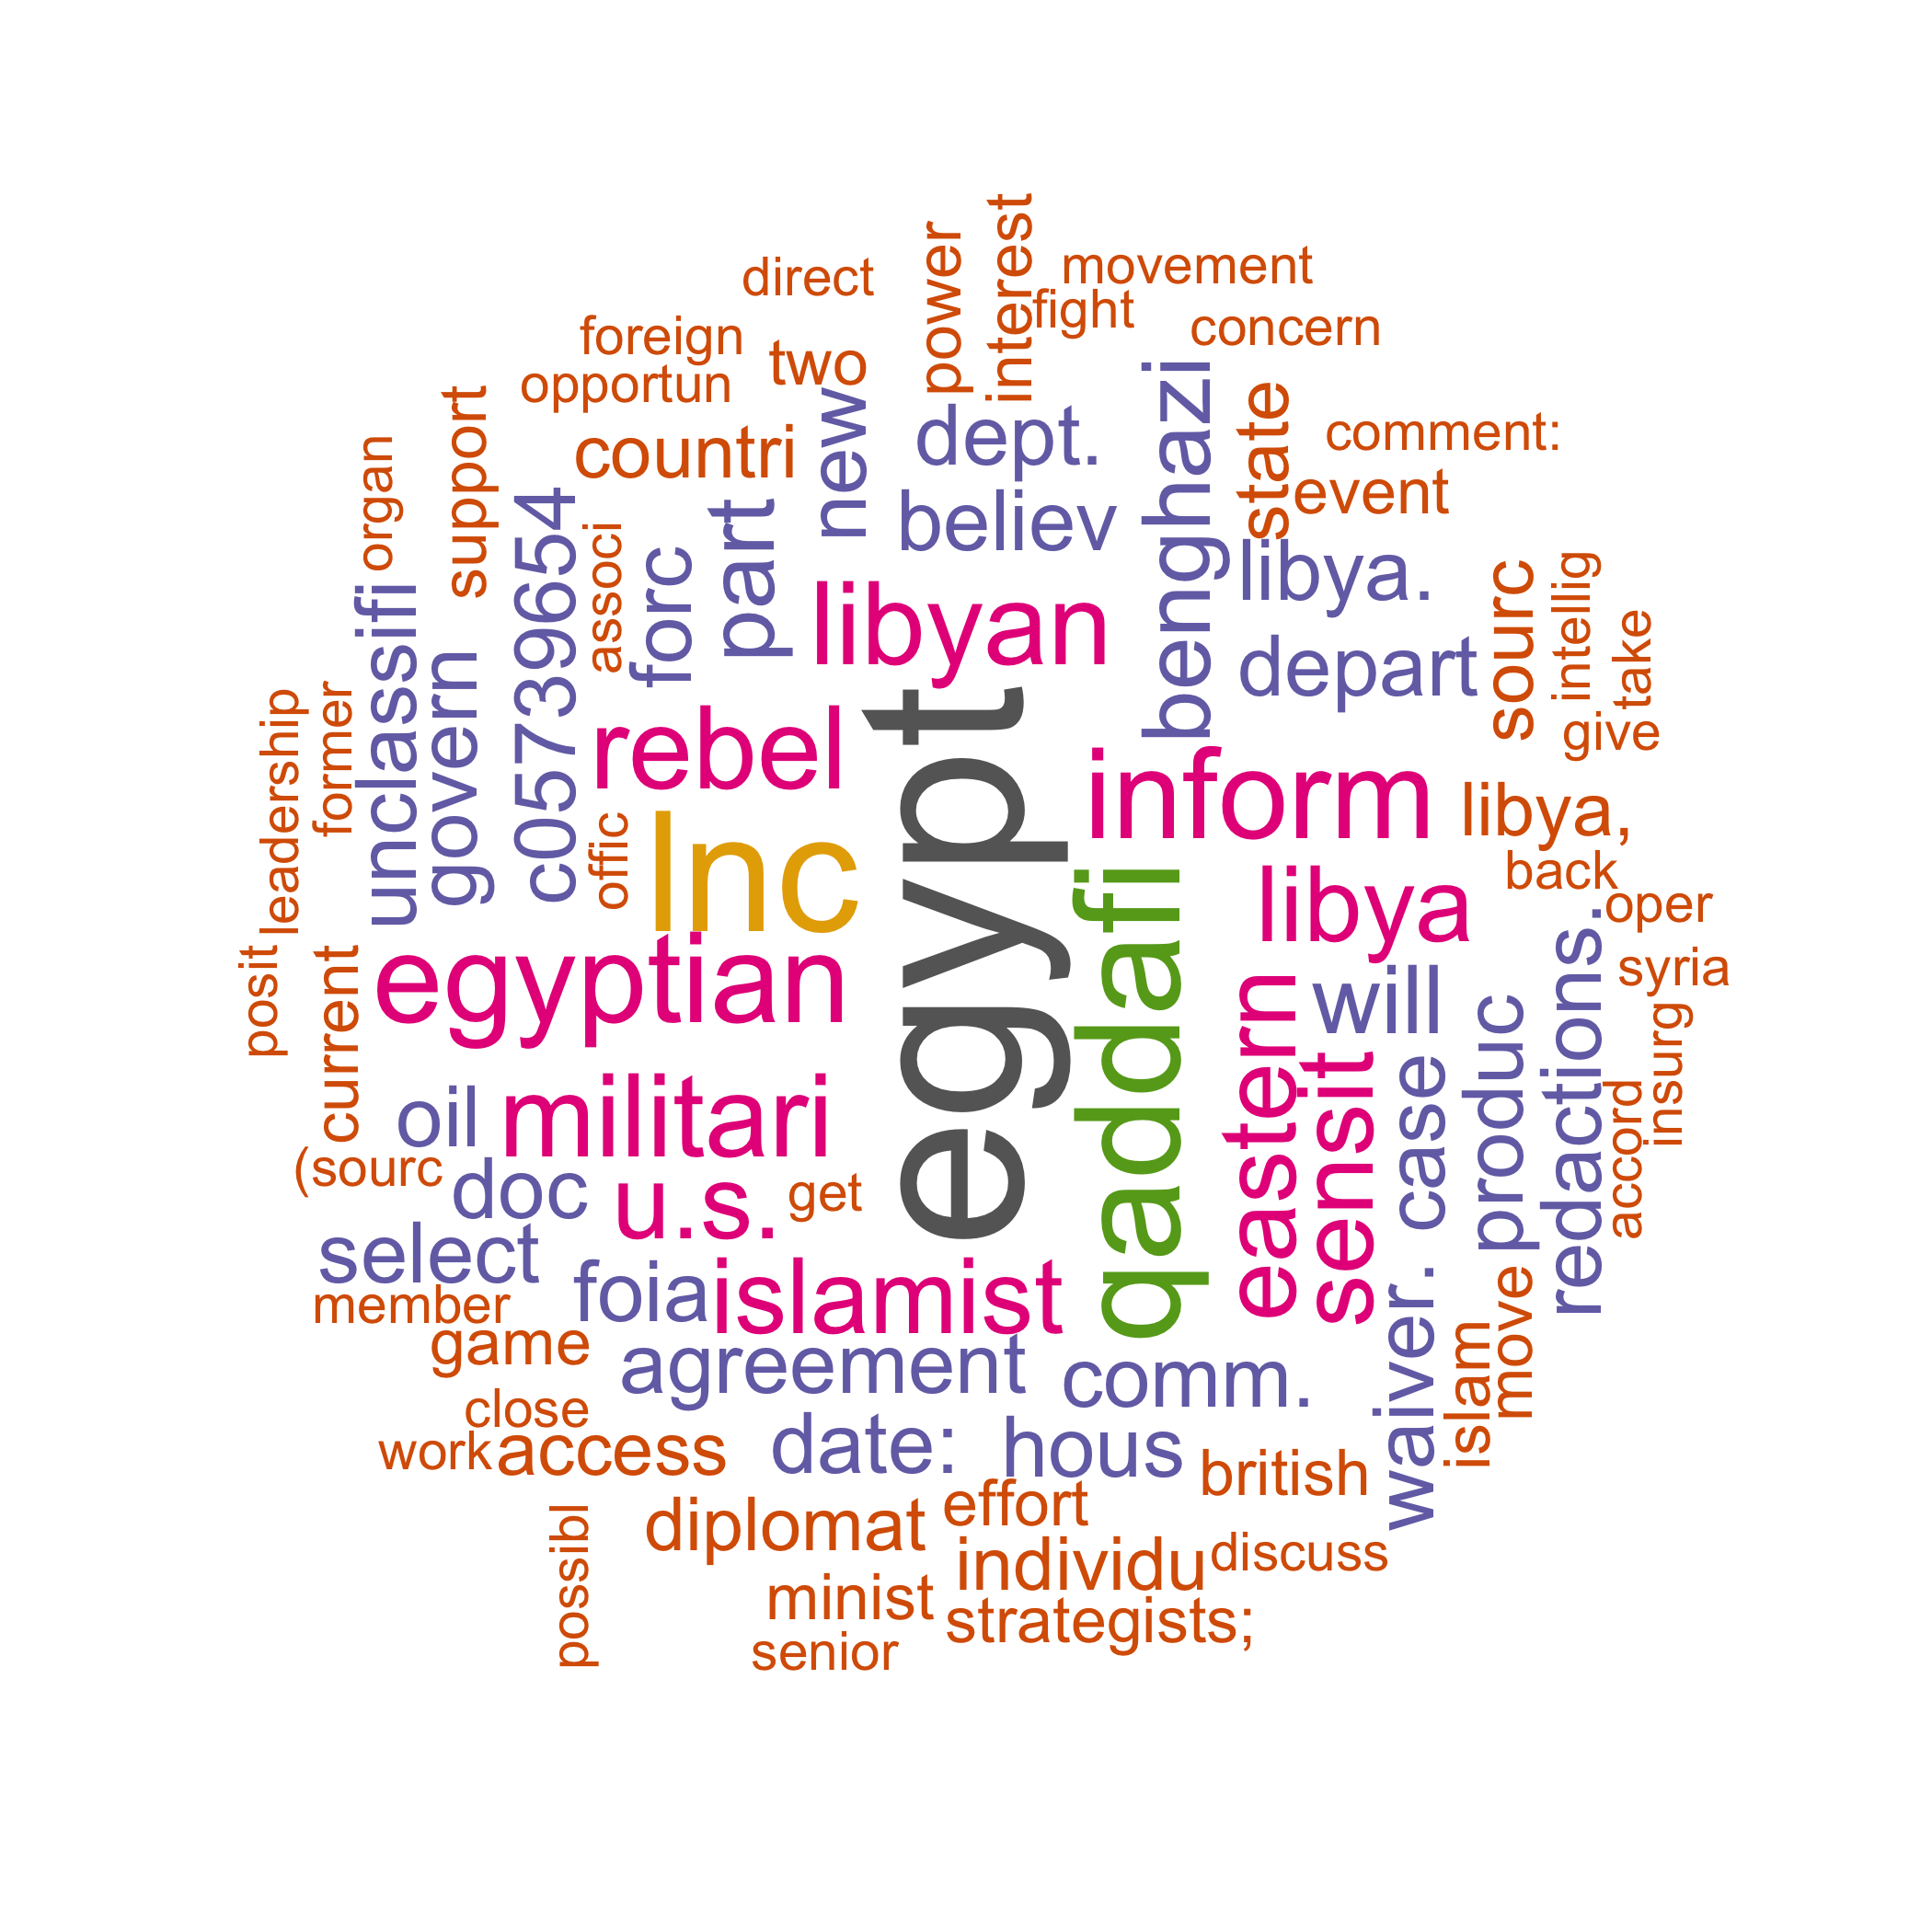 power
interest
movement
direct
fight
foreign
concern
two
opportun
benghazi
state
support
new
dept.
comment:
organ
countri
event
c05739654
part
believ
associ
forc
libya.
sourc
intellig
unclassifi
libyan
take
govern
depart
leadership
former
rebel
egypt
give
inform
libya,
offic
lnc
qaddafi
libya
back
oper
redactions.
posit
current
egyptian
eastern
will
syria
produc
insurg
sensit
case
accord
oil
militari
(sourc
doc
u.s.
get
select
foia
islamist
waiver.
move
member
game
agreement
comm.
islam
close
work
access
date:
hous
british
possibl
diplomat
effort
individu
discuss
minist
strategists;
senior